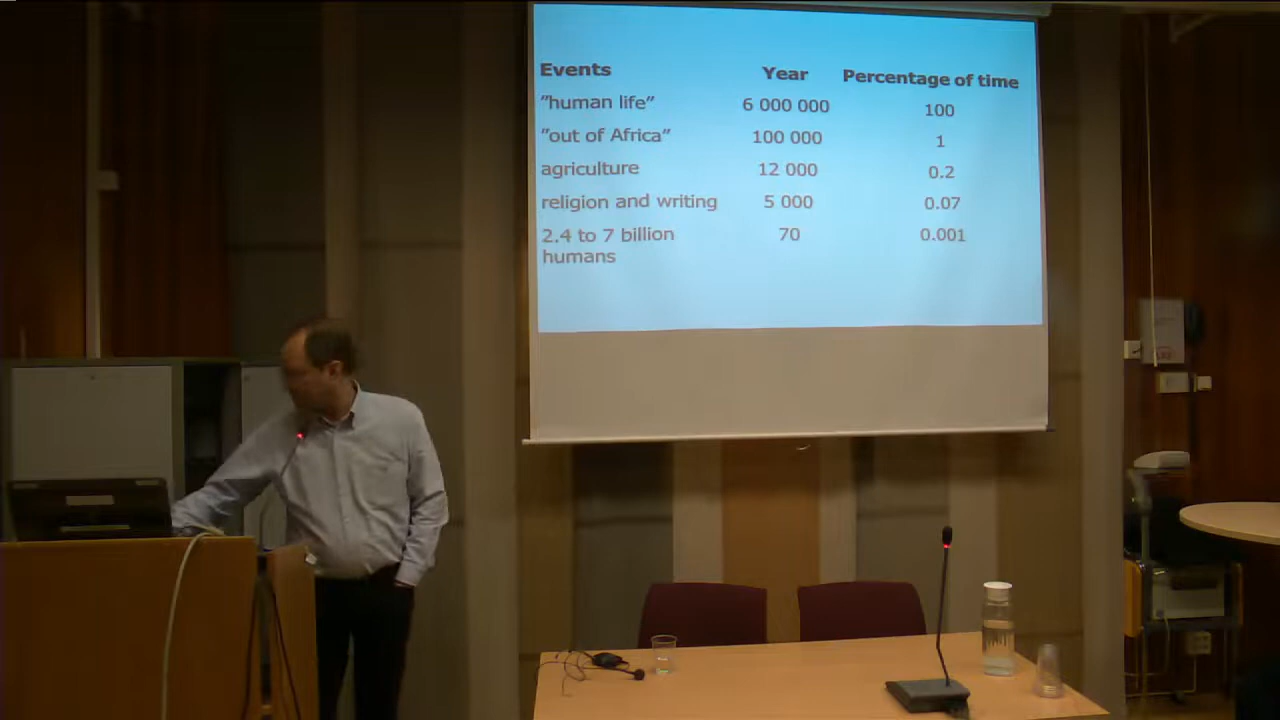 Events Year Percentage of time
”human life” 6 000 000 100
”out of Africa” 100 000 1
agriculture 12 000 0.2
religion and writing 5 000 0.07
2.4 to 7 billion 70 0.001
humans